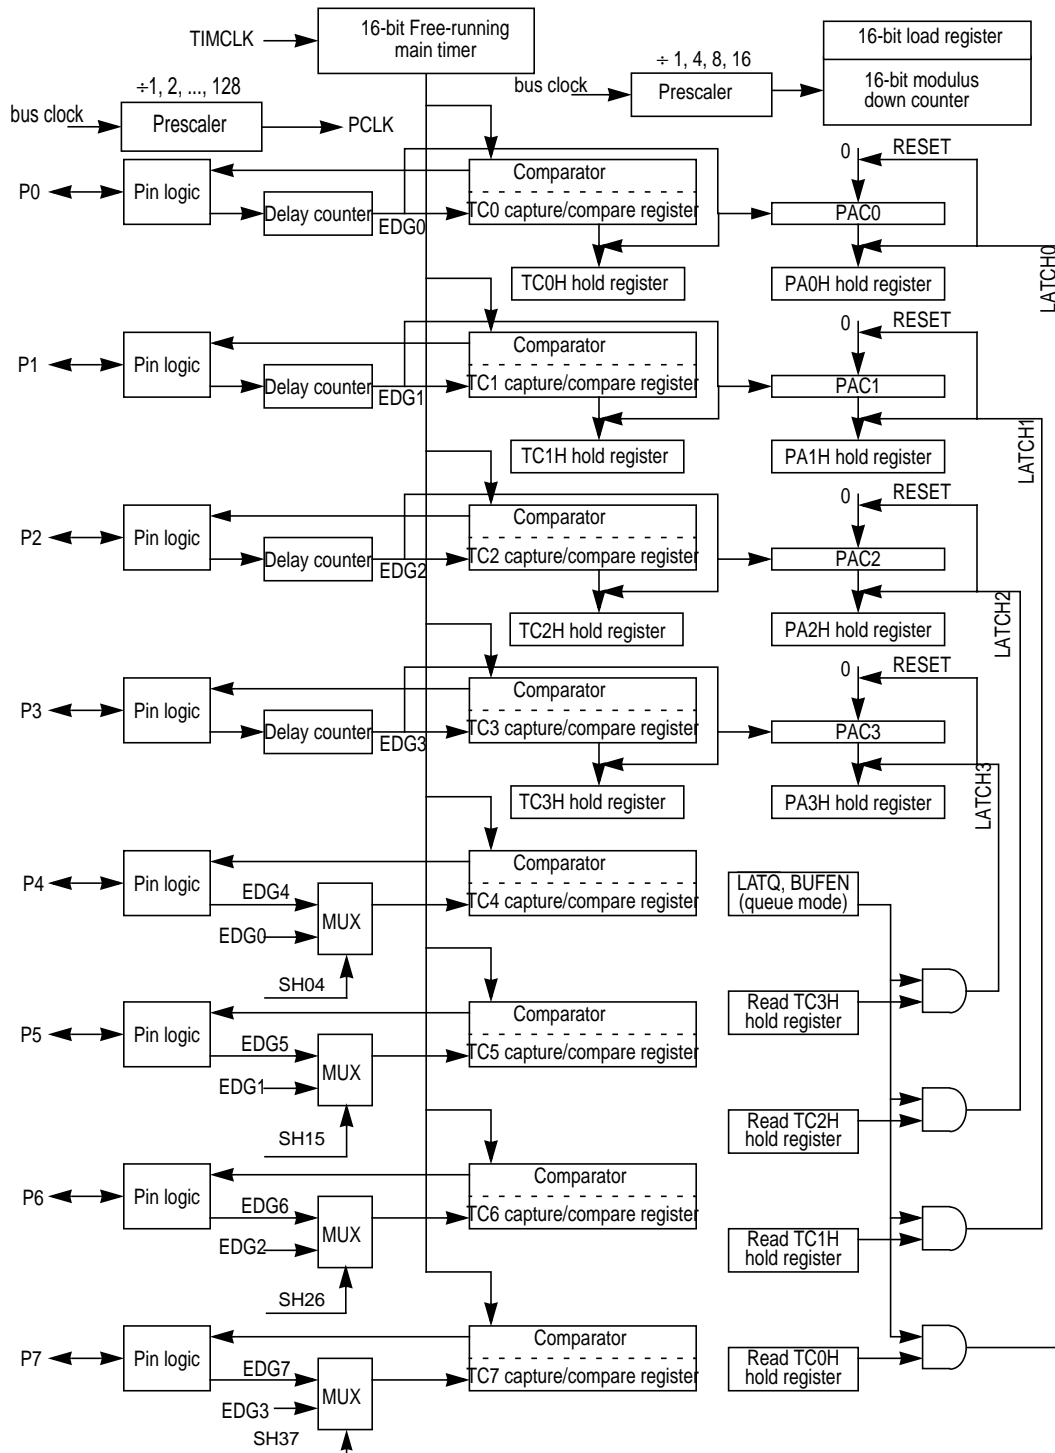 TIMCLK
16-bit Free-running
main timer
16-bit load register
÷ 1, 4, 8, 16
÷1, 2, ..., 128
bus clock
Prescaler
16-bit modulus
down counter
bus clock
Prescaler
PCLK
0
RESET
P0
Pin logic
Comparator
Delay counter
EDG0
TC0 capture/compare register
PAC0
TC0H hold register
PA0H hold register
LATCH0
0
RESET
P1
Pin logic
Comparator
Delay counter
EDG1
TC1 capture/compare register
PAC1
TC1H hold register
PA1H hold register
LATCH1
0
RESET
P2
Pin logic
Comparator
Delay counter
EDG2
TC2 capture/compare register
PAC2
TC2H hold register
PA2H hold register
LATCH2
0
RESET
P3
Pin logic
Comparator
Delay counter
EDG3
TC3 capture/compare register
PAC3
TC3H hold register
PA3H hold register
LATCH3
P4
Pin logic
Comparator
EDG4
MUX
TC4 capture/compare register
LATQ, BUFEN
(queue mode)
EDG0
SH04
Read TC3H
hold register
P5
Pin logic
Comparator
EDG5
MUX
TC5 capture/compare register
EDG1
SH15
Read TC2H
hold register
P6
Pin logic
Comparator
EDG6
MUX
TC6 capture/compare register
EDG2
SH26
Read TC1H
hold register
P7
Pin logic
Comparator
EDG7
MUX
TC7 capture/compare register
EDG3
SH37
Read TC0H
hold register